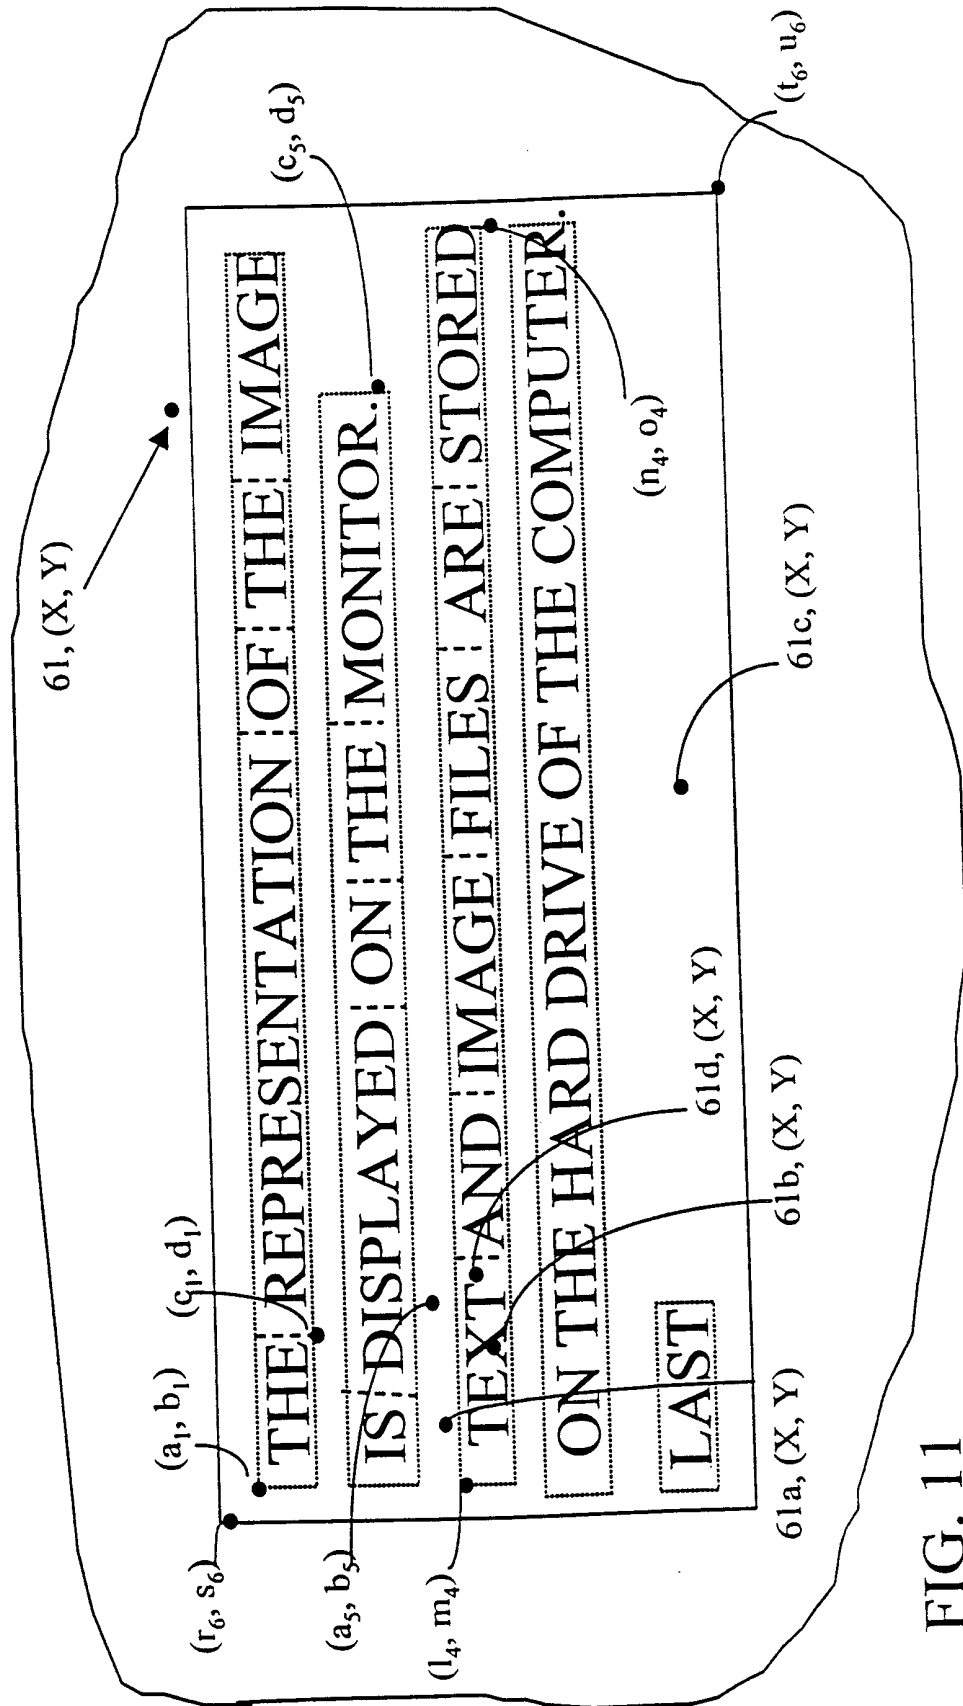 61, (X, Y)
(c₅, d₅)
(t₆, u₆)
(r₆, s₆)
(a₁, b₁)
(c₁, d₁)
THE REPRESENTATION OF THE IMAGE
IS DISPLAYED ON THE MONITOR.
(a₅, b₅)
(l₄, m₄)
TEXT AND IMAGE FILES ARE STORED
ON THE HARD DRIVE OF THE COMPUTER.
LAST
(n₄, o₄)
61a, (X, Y)
61b, (X, Y)
61d, (X, Y)
61c, (X, Y)
FIG. 11